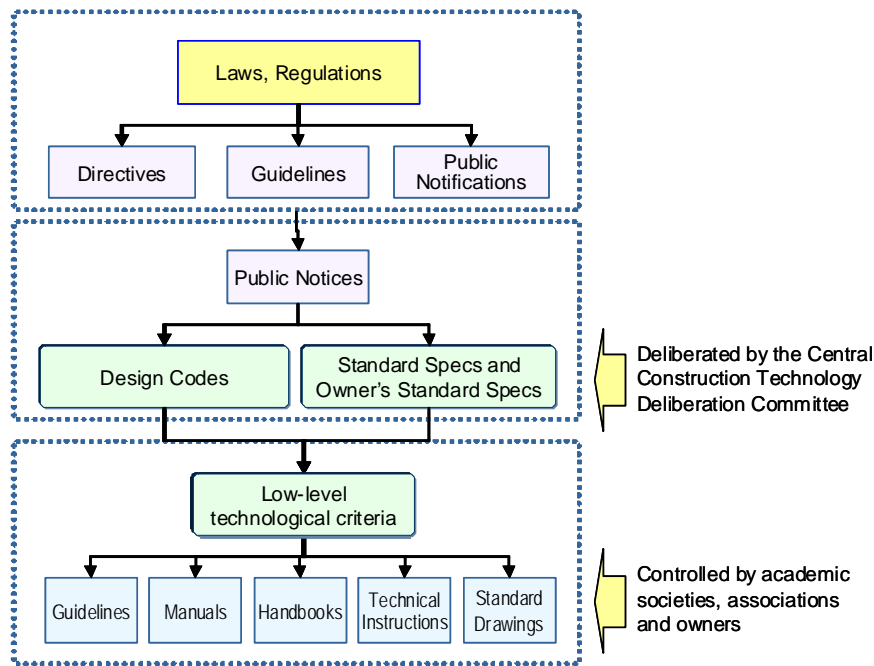 Laws, Regulations
Directives
Guidelines
Public
Notifications
Public Notices
Design Codes
Standard Specs and
Owner's Standard Specs
Deliberated by the Central
Construction Technology
Deliberation Committee
Low-level
technological criteria
Guidelines
Manuals
Handbooks
Technical
Instructions
Standard
Drawings
Controlled by academic
societies, associations
and owners